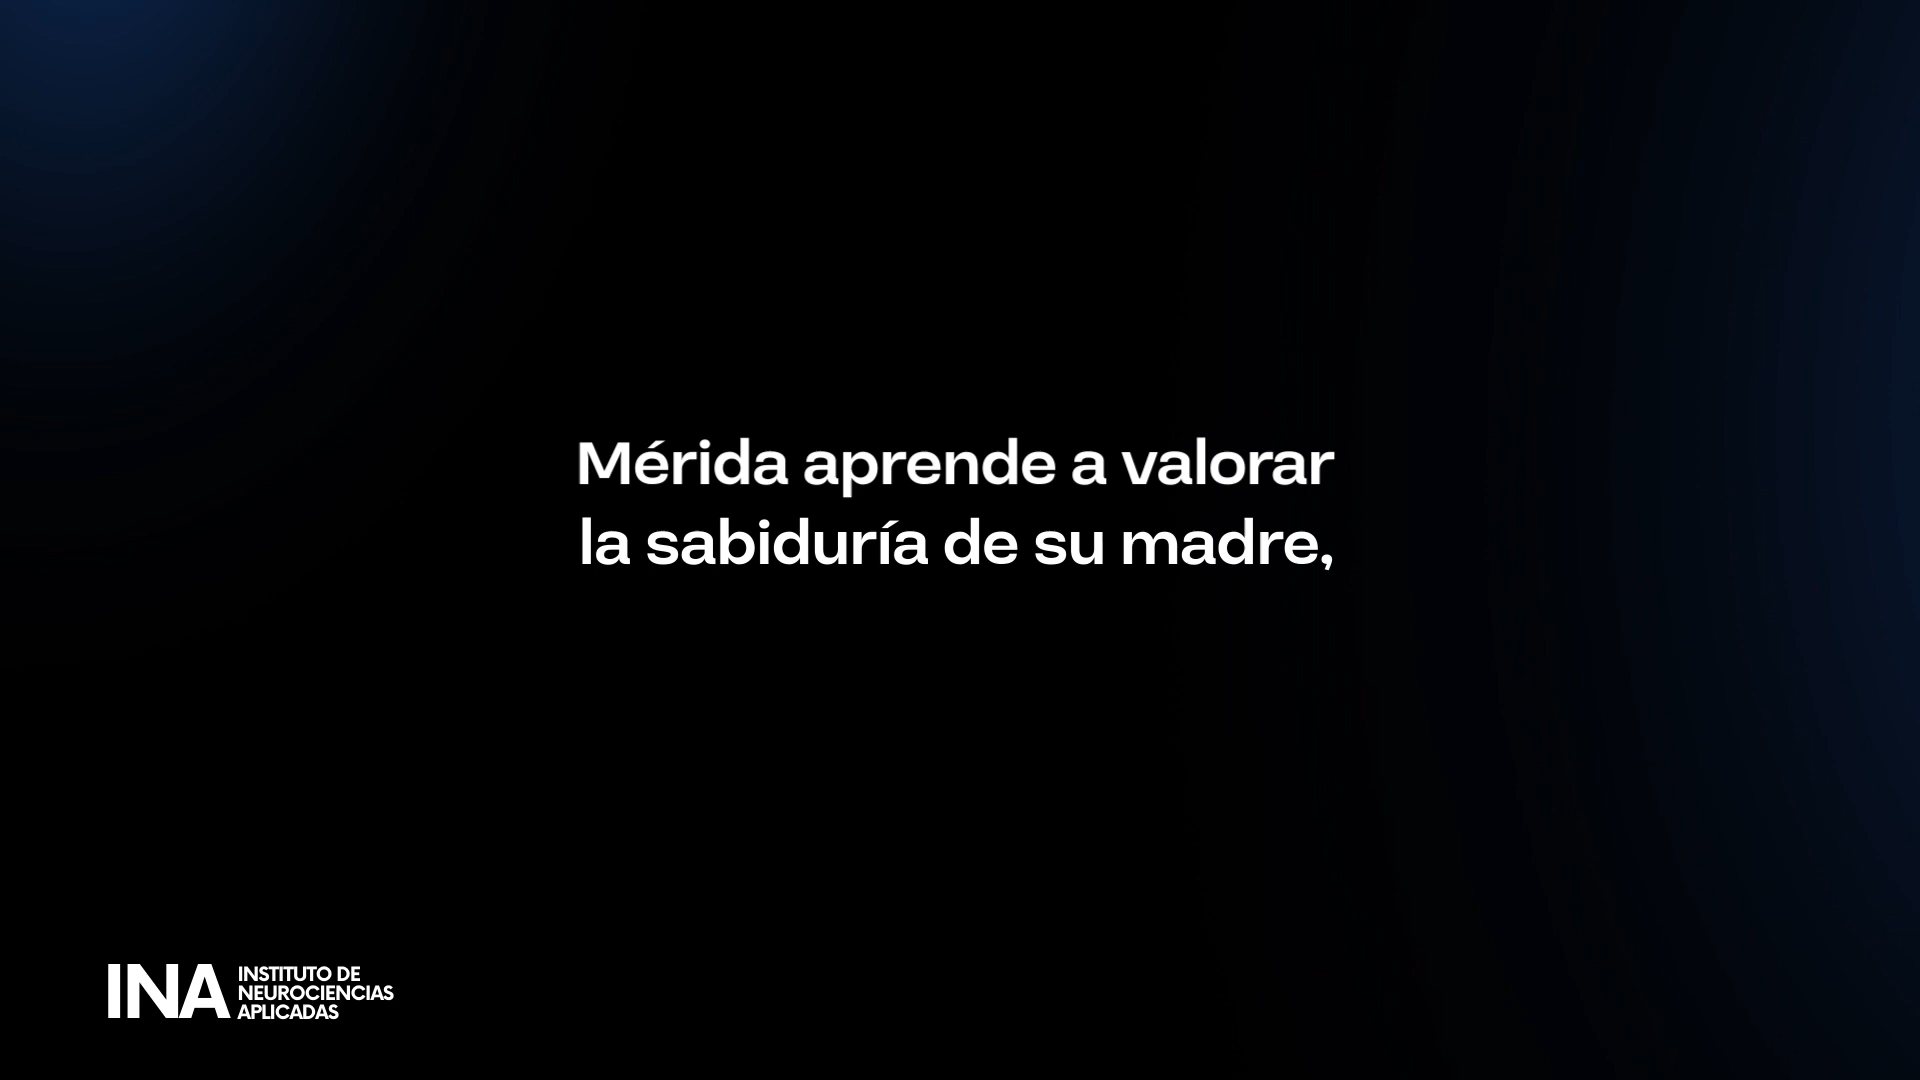 Mérida aprende a valorar
la sabiduría de su madre,
INA
INSTITUTO DE
NEUROCIENCIAS
APLICADAS